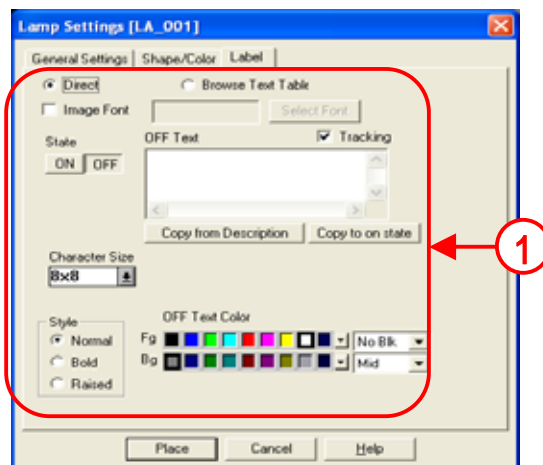 Lamp Settings [LA_001]
General Settings Shape/Color Label
Direct Browse Text Table
Image Font Select Font
State OFF Text Tracking
ON OFF
Copy from Description Copy to on state
1
Character Size
8x8
Style OFF Text Color
Normal Fg No Blk
Bold Bg Mid
Raised
Place Cancel Help